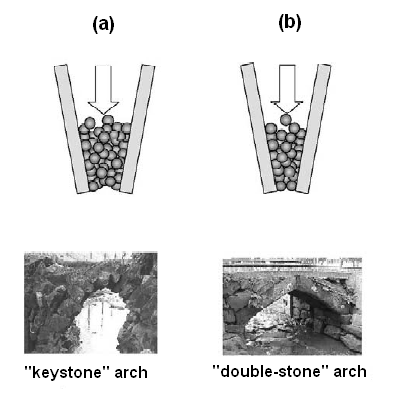 (a)
(b)
"keystone" arch
"double-stone" arch